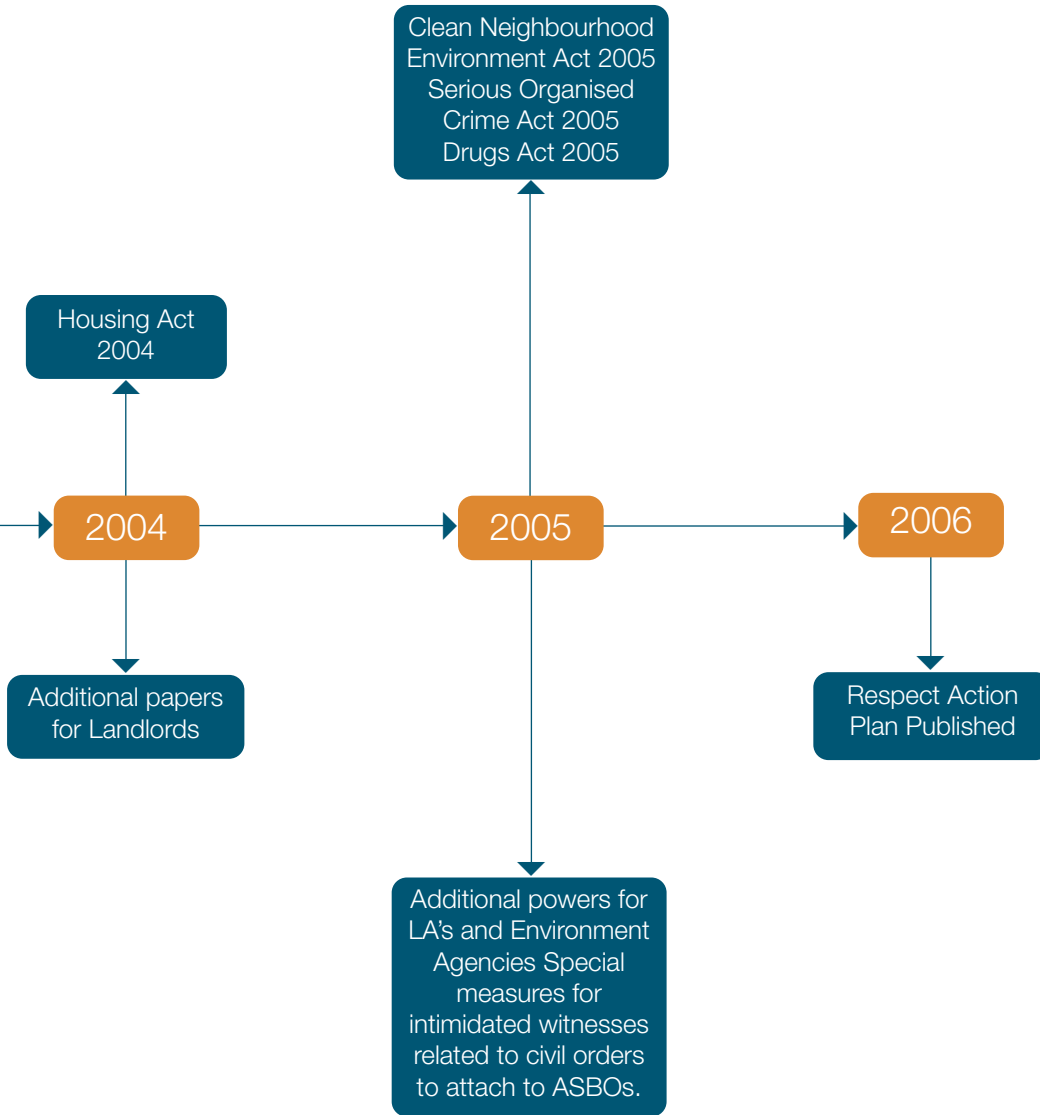 Clean Neighbourhood
Environment Act 2005
Serious Organised
Crime Act 2005
Drugs Act 2005
Housing Act
2004
2004
2005
2006
Additional papers
for Landlords
Respect Action
Plan Published
Additional powers for
LA's and Environment
Agencies Special
measures for
intimidated witnesses
related to civil orders
to attach to ASBOs.